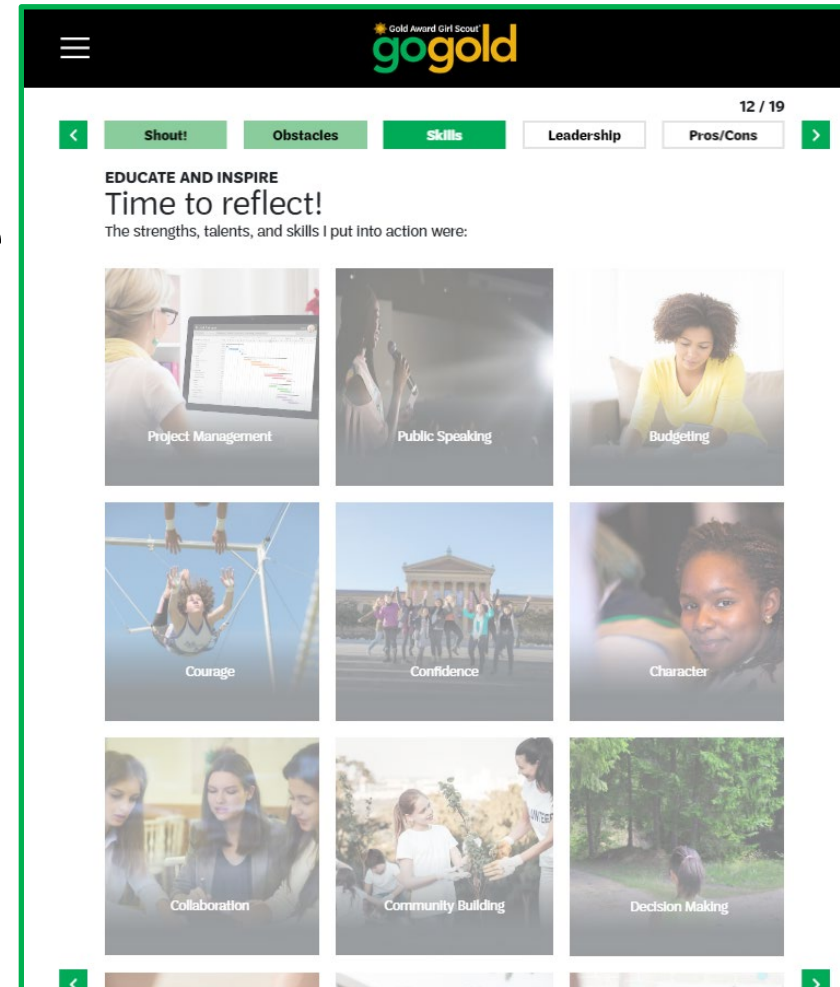 Gold Award Girl Scout
gogold
12 / 19
Shout! Obstacles Skills Leadership Pros/Cons
EDUCATE AND INSPIRE
Time to reflect!
The strengths, talents, and skills I put into action were:
Project Management Public Speaking Budgeting
Courage Confidence Character
Collaboration Community Building Decision Making